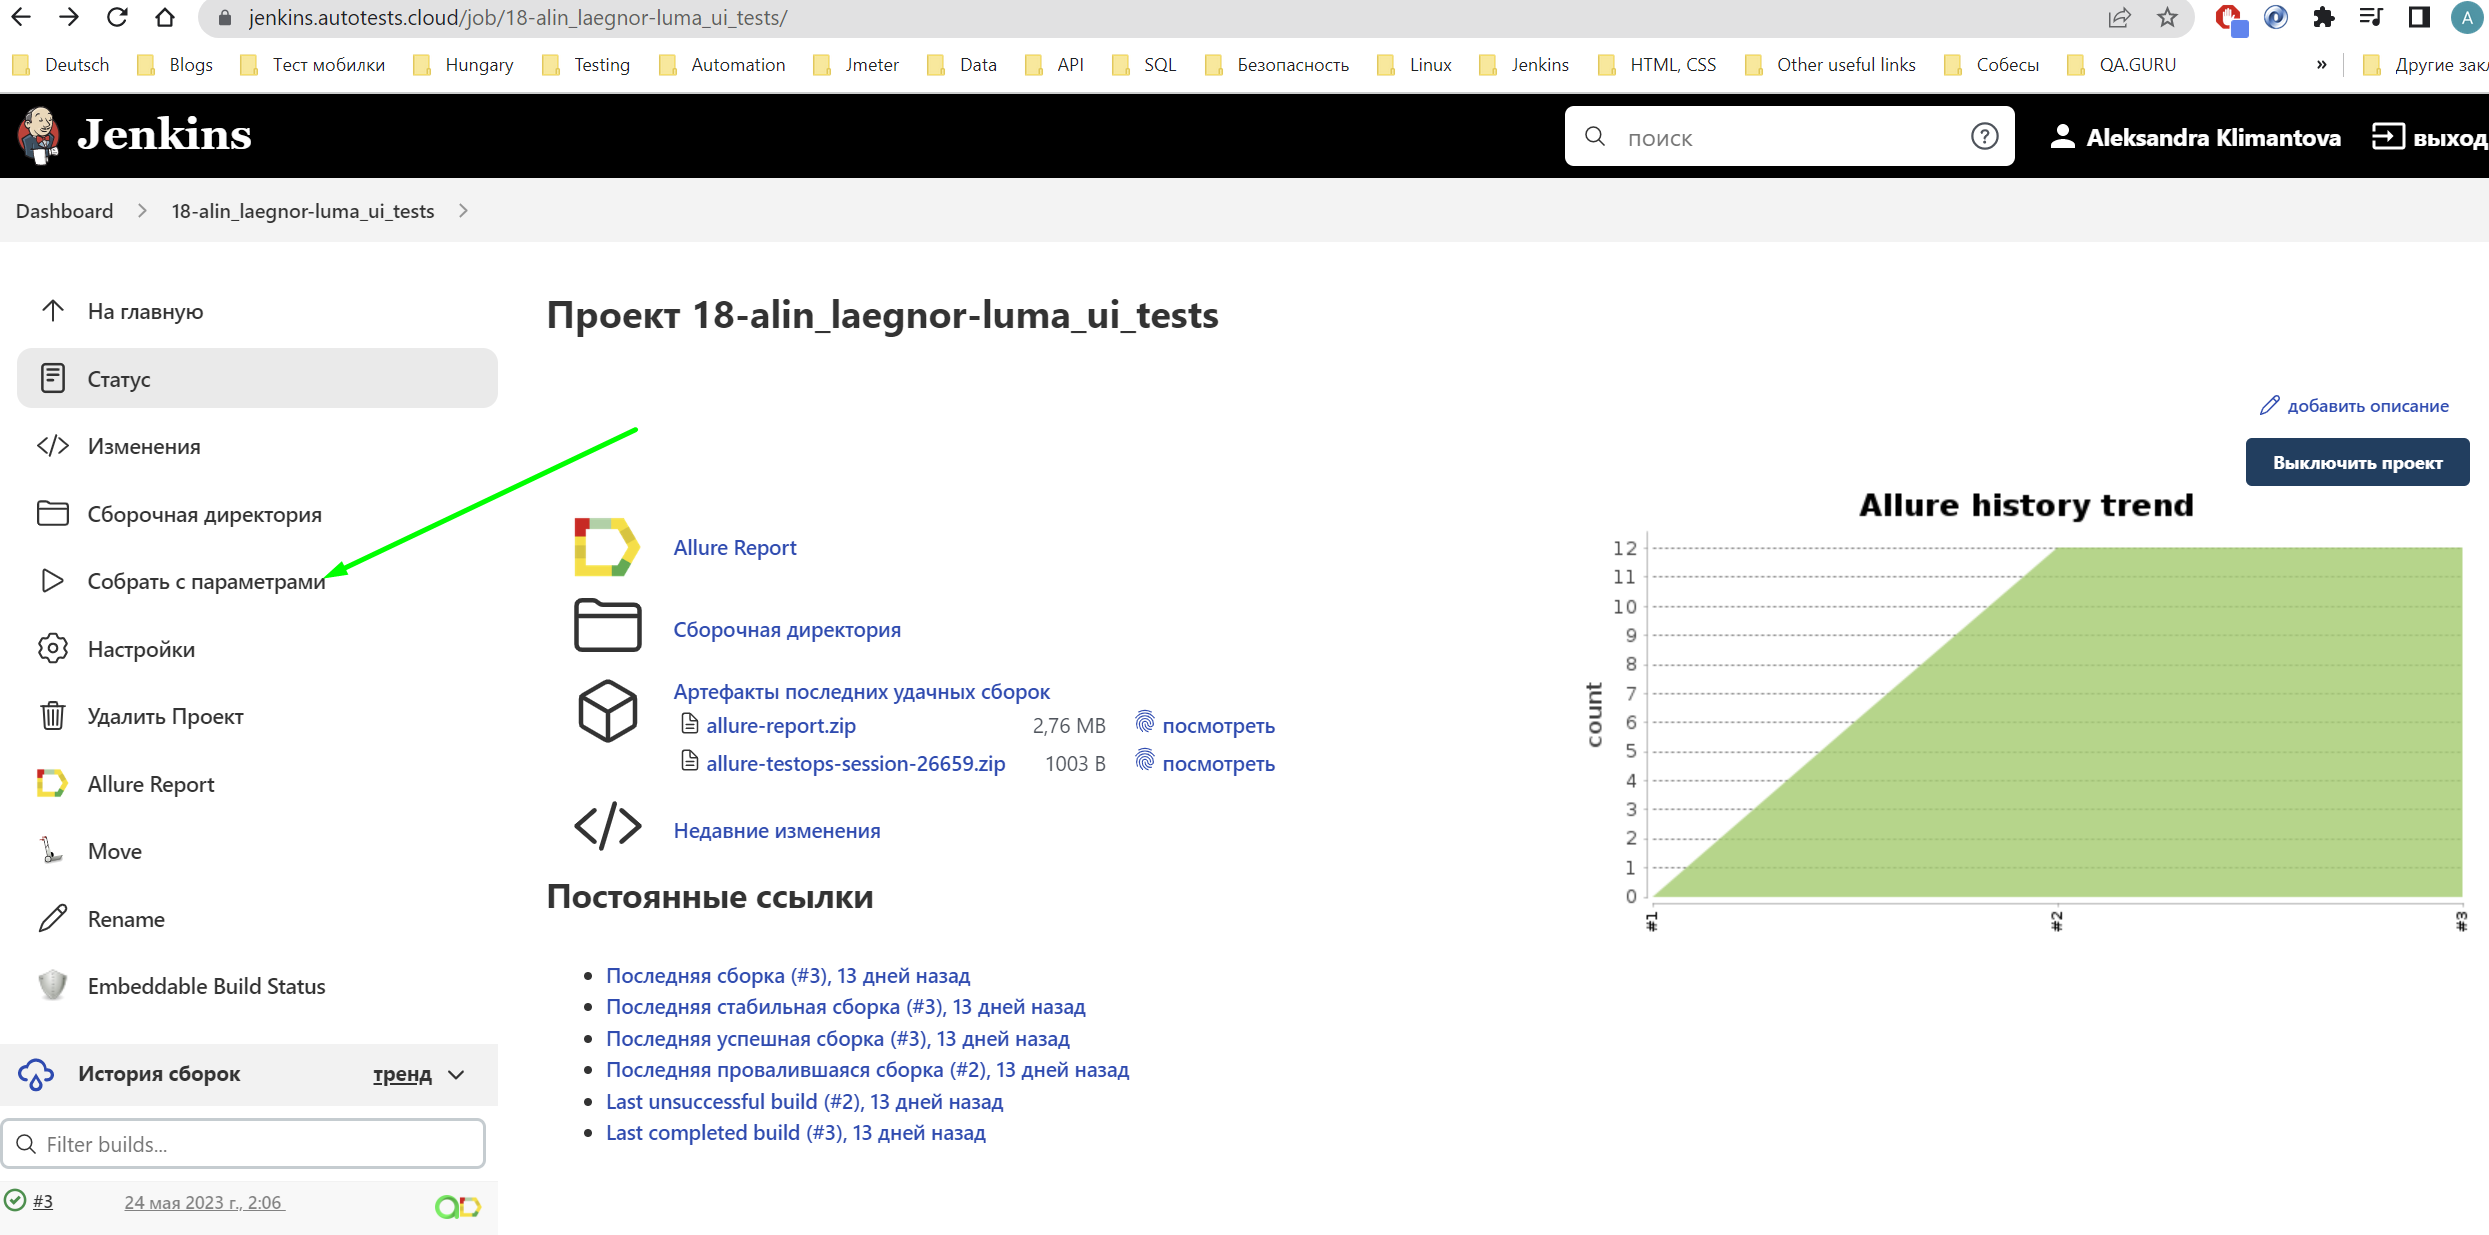 jenkins.autotests.cloud/job/18-alin_laegnor-luma_ui_tests/
A
Deutsch Blogs Тест мобилки Hungary Testing Automation Jmeter Data API SQL Безопасность Linux Jenkins HTML, CSS Other useful links Собесы QA.GURU » Другие закл
Jenkins
поиск
Aleksandra Klimantova
выход
Dashboard 18-alin_laegnor-luma_ui_tests
На главную
Статус
Изменения
Сборочная директория
Собрать с параметрами
Настройки
Удалить Проект
Allure Report
Move
Rename
Embeddable Build Status
История сборок тренд
Filter builds...
#3 24 мая 2023 г., 2:06
Проект 18-alin_laegnor-luma_ui_tests
добавить описание
Выключить проект
Allure Report
Сборочная директория
Артефакты последних удачных сборок
allure-report.zip 2,76 MB посмотреть
allure-testops-session-26659.zip 1003 B посмотреть
Недавние изменения
Постоянные ссылки
Последняя сборка (#3), 13 дней назад
Последняя стабильная сборка (#3), 13 дней назад
Последняя успешная сборка (#3), 13 дней назад
Последняя провалившаяся сборка (#2), 13 дней назад
Last unsuccessful build (#2), 13 дней назад
Last completed build (#3), 13 дней назад
Allure history trend
count
12
11
10
9
8
7
6
5
4
3
2
1
0
#1 #2 #3